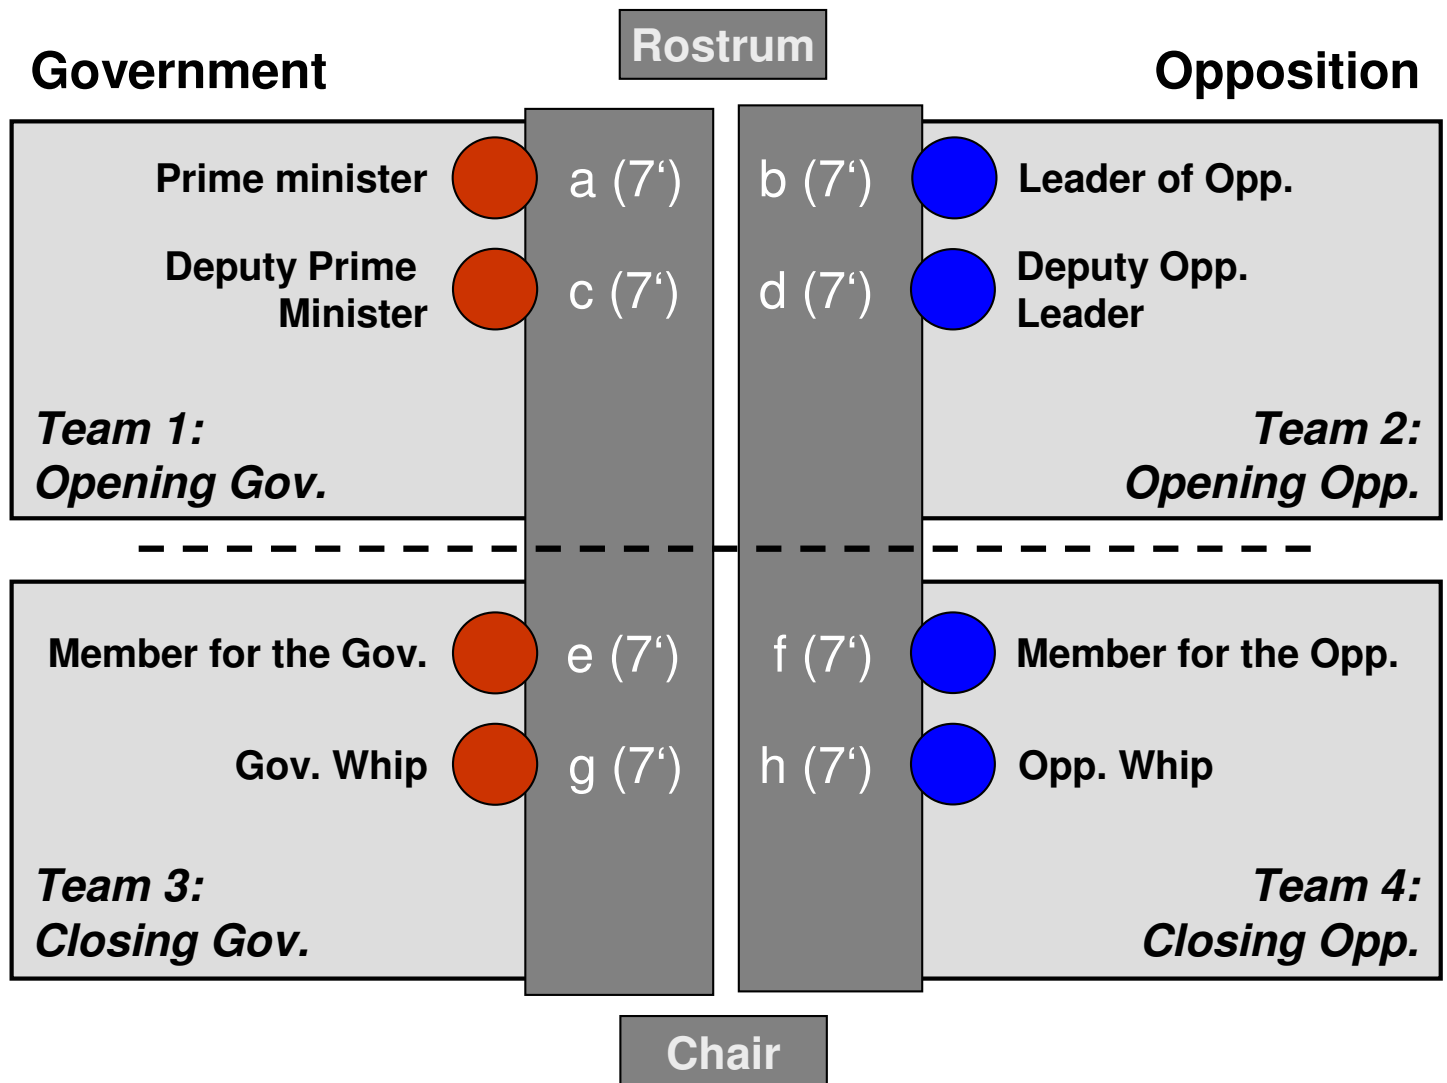 Rostrum
Government
Opposition
Prime minister
a (7‘)
b (7‘)
Leader of Opp.
Deputy Prime
Minister
c (7‘)
d (7‘)
Deputy Opp.
Leader
Team 1:
Opening Gov.
Team 2:
Opening Opp.
Member for the Gov.
e (7‘)
f (7‘)
Member for the Opp.
Gov. Whip
g (7‘)
h (7‘)
Opp. Whip
Team 3:
Closing Gov.
Team 4:
Closing Opp.
Chair